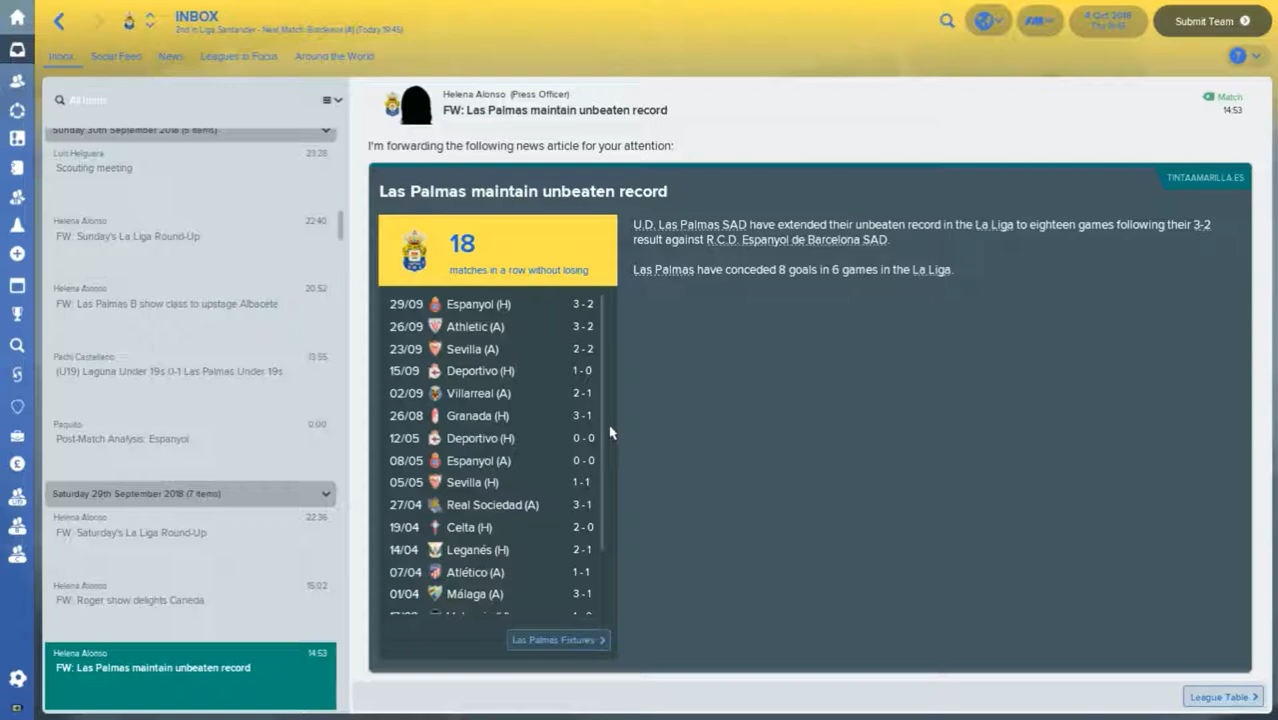 INBOX
2nd in Liga Santander - Next Match: Bordeaux (A) (Today 19:45)
4 Oct 2018
Thu
Submit Team
Inbox Social Feed News Leagues In Focus Around the World
All Items
Sunday 30th September 2018 (5 items)
Luis Helguera 23:28
Scouting meeting
Helena Alonso 22:40
FW: Sunday's La Liga Round-Up
Helena Alonso 20:52
FW: Las Palmas B show class to upstage Albacete
Pachi Castellano 13:55
(U19) Laguna Under 19s 0-1 Las Palmas Under 19s
Paquito 0:00
Post-Match Analysis: Espanyol
Saturday 29th September 2018 (7 items)
Helena Alonso 22:36
FW: Saturday's La Liga Round-Up
Helena Alonso 15:02
FW: Roger show delights Caneda
Helena Alonso 14:53
FW: Las Palmas maintain unbeaten record
Helena Alonso (Press Officer)
FW: Las Palmas maintain unbeaten record
Match
14:53
I'm forwarding the following news article for your attention:
TINTAAMARILLA.ES
Las Palmas maintain unbeaten record
18
matches in a row without losing
29/09 Espanyol (H) 3 - 2
26/09 Athletic (A) 3 - 2
23/09 Sevilla (A) 2 - 2
15/09 Deportivo (H) 1 - 0
02/09 Villarreal (A) 2 - 1
26/08 Granada (H) 3 - 1
12/05 Deportivo (H) 0 - 0
08/05 Espanyol (A) 0 - 0
05/05 Sevilla (H) 1 - 1
27/04 Real Sociedad (A) 3 - 1
19/04 Celta (H) 2 - 0
14/04 Leganés (H) 2 - 1
07/04 Atlético (A) 1 - 1
01/04 Málaga (A) 3 - 1
Las Palmas Fixtures
U.D. Las Palmas SAD have extended their unbeaten record in the La Liga to eighteen games following their 3-2
result against R.C.D. Espanyol de Barcelona SAD.
Las Palmas have conceded 8 goals in 6 games in the La Liga.
League Table